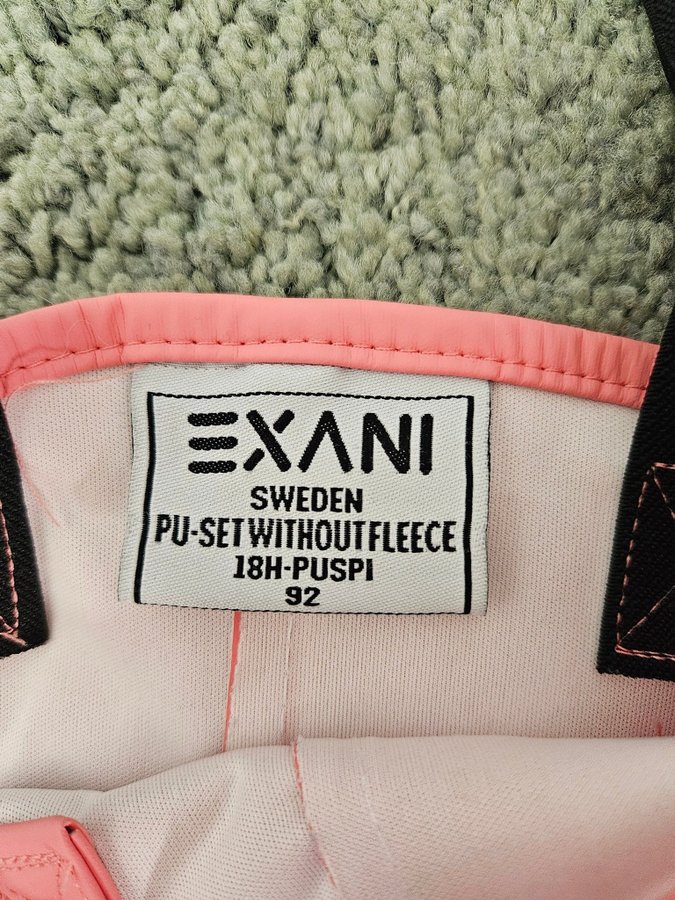 EXANI
SWEDEN
PU-SET WITHOUT FLEECE
18H-PUSPI
92